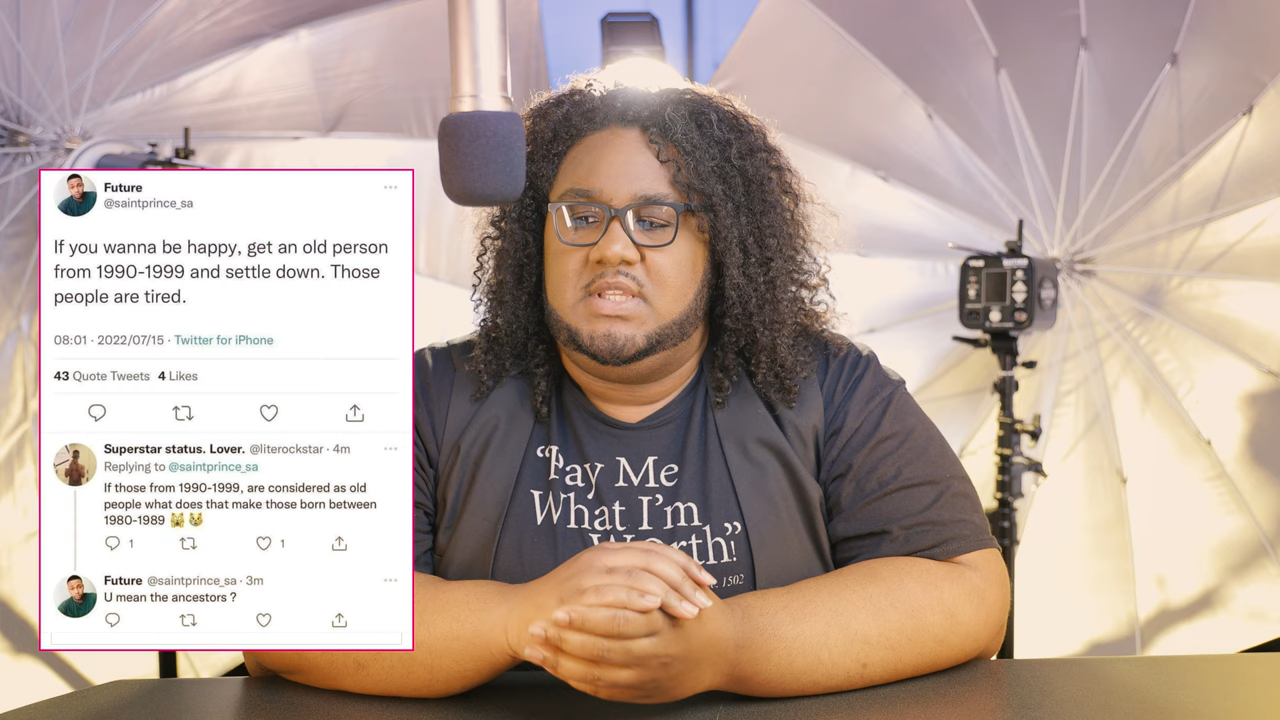 Future
@saintprince_sa
If you wanna be happy, get an old person
from 1990-1999 and settle down. Those
people are tired.
08:01 · 2022/07/15 · Twitter for iPhone
43 Quote Tweets 4 Likes
Superstar status. Lover. @literockstar · 4m
Replying to @saintprince_sa
If those from 1990-1999, are considered as old
people what does that make those born between
1980-1989 🙀 😼
1 1
Future @saintprince_sa · 3m
U mean the ancestors ?
“Pay Me
What I’m
Worth!”
1502